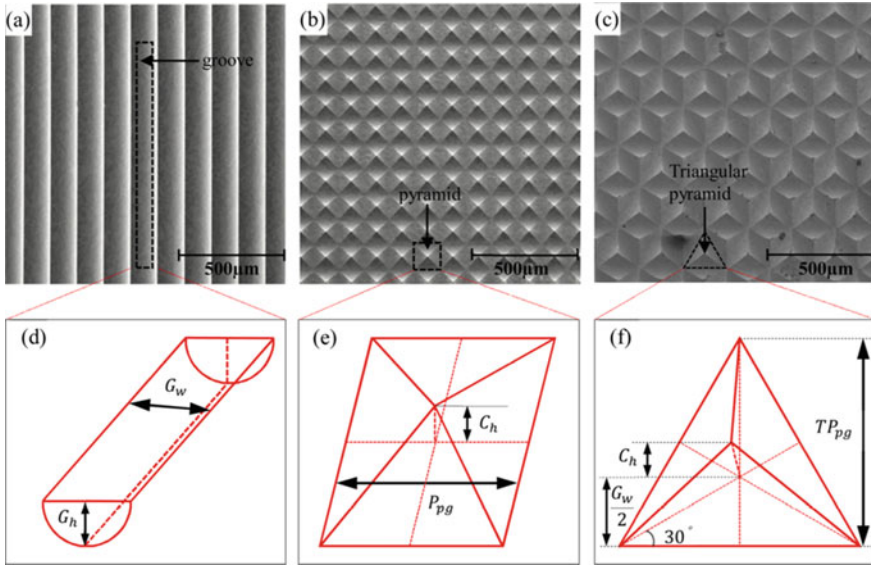 (a)
groove
500μm
(b)
pyramid
500μm
(c)
Triangular
pyramid
500μm
(d)
G_w
G_h
(e)
C_h
P_pg
(f)
C_h
G_w
2
30°
TP_pg